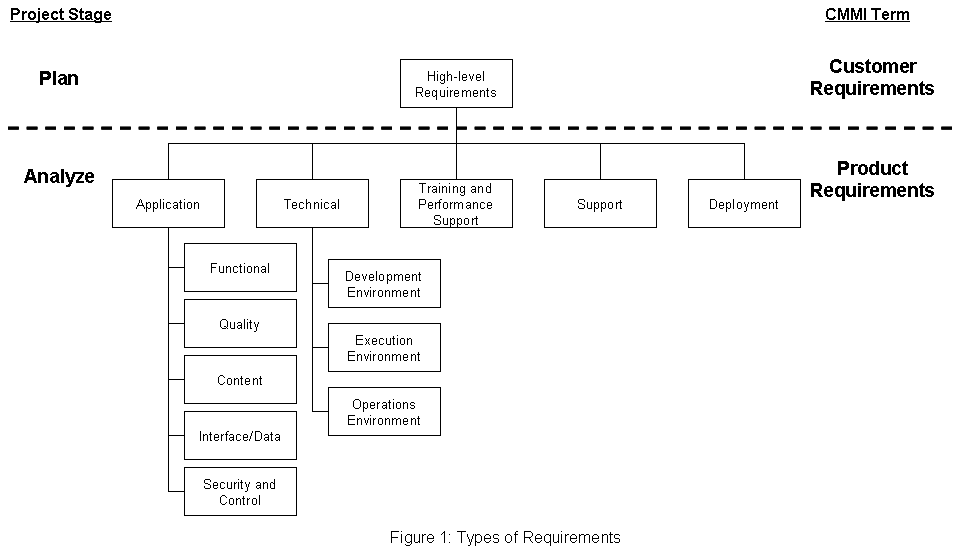 Project Stage
CMMI Term
Plan
High-level
Requirements
Customer
Requirements
Analyze
Product
Requirements
Application
Technical
Training and
Performance
Support
Support
Deployment
Functional
Quality
Content
Interface/Data
Security and
Control
Development
Environment
Execution
Environment
Operations
Environment
Figure 1: Types of Requirements